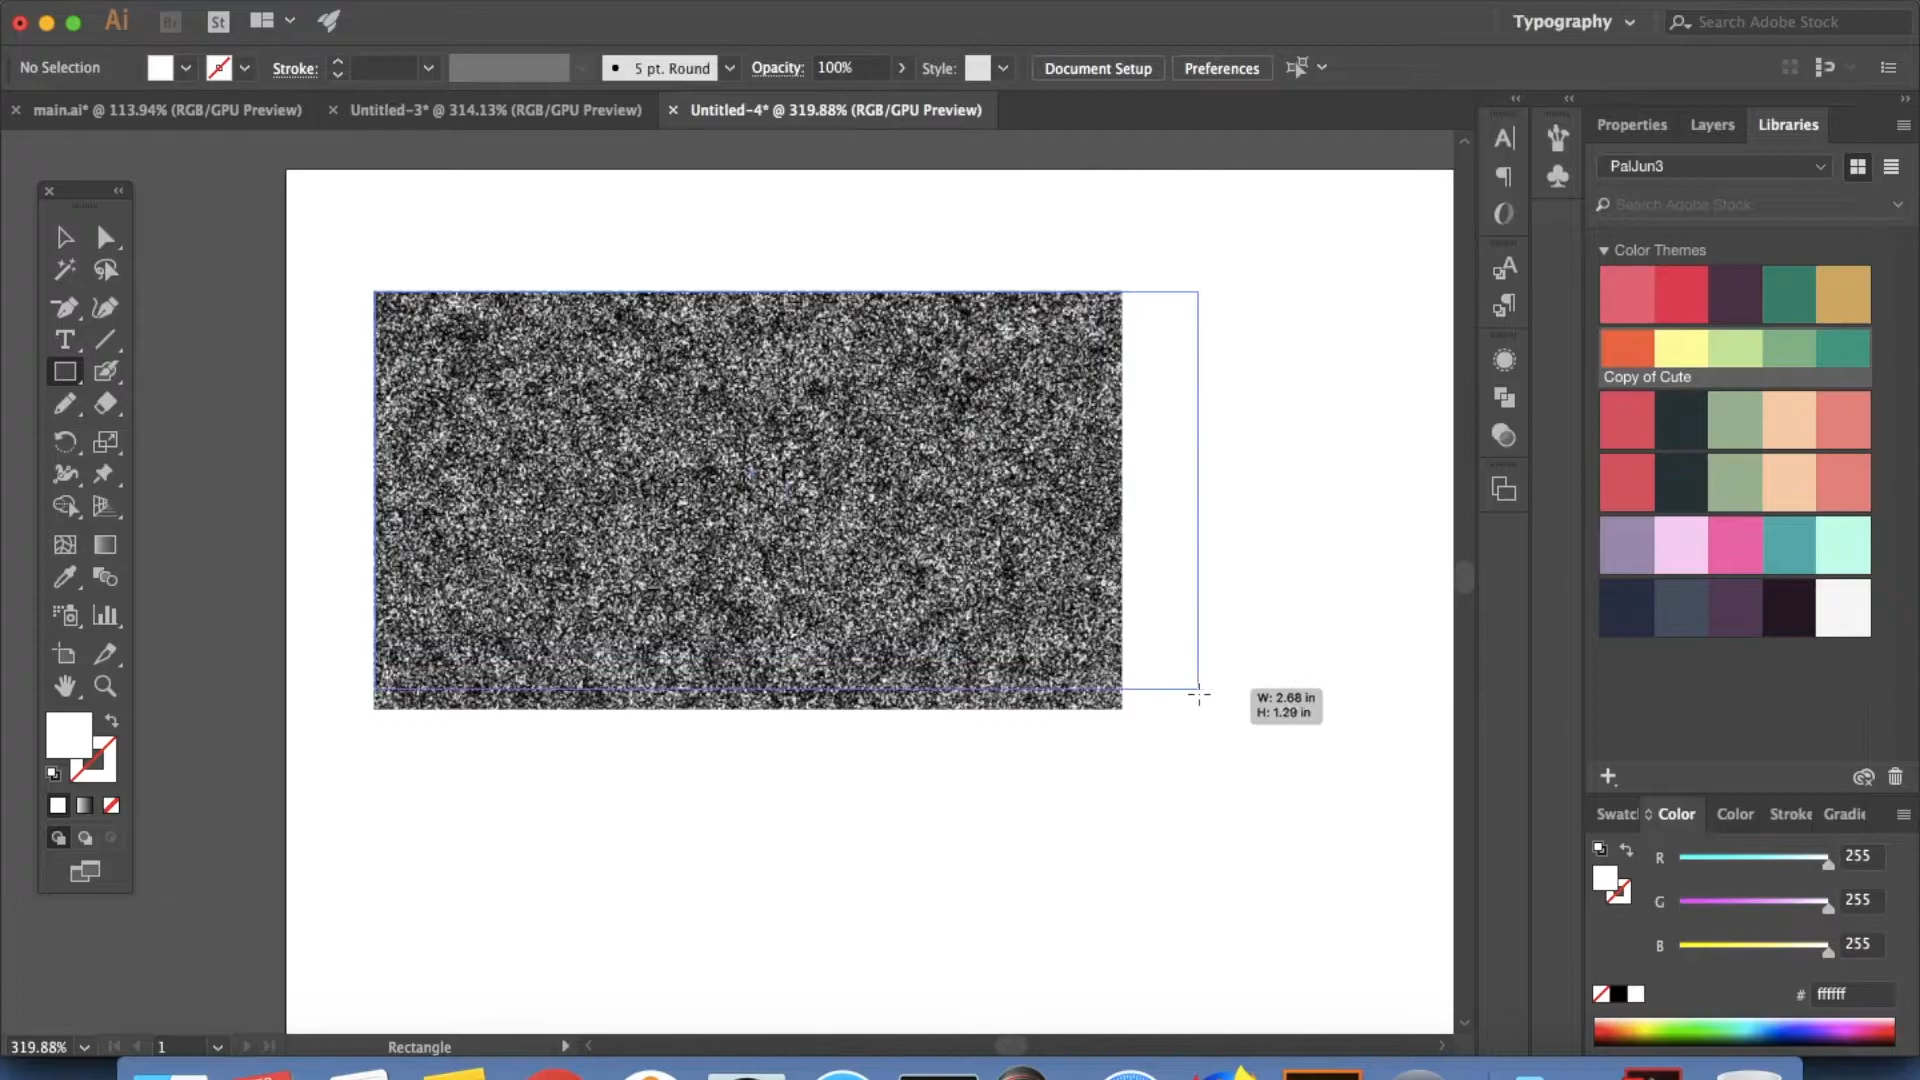 Ai
Br
St
Typography
Search Adobe Stock
No Selection
Stroke:
5 pt. Round
Opacity:
100%
Style:
Document Setup
Preferences
main.ai* @ 113.94% (RGB/GPU Preview)
Untitled-3* @ 314.13% (RGB/GPU Preview)
Untitled-4* @ 319.88% (RGB/GPU Preview)
Properties
Layers
Libraries
PalJun3
Search Adobe Stock
Color Themes
Copy of Cute
W: 2.68 in
H: 1.29 in
Swatc
Color
Color
Stroke
Gradie
R
255
G
255
B
255
# ffffff
319.88%
1
Rectangle